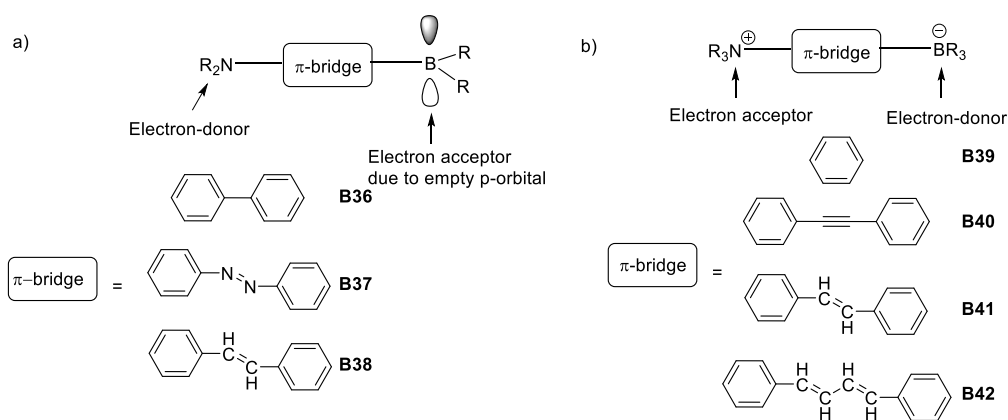 a)
R₂N
π-bridge
B
R
R
Electron-donor
Electron acceptor
due to empty p-orbital
π−bridge
=
B36
N
N
B37
H
C
C
H
B38
b)
R₃N
⊕
π-bridge
⊖
BR₃
Electron acceptor
Electron-donor
π-bridge
=
B39
B40
H
C
C
H
B41
H
H
C
C
C
C
H
H
B42